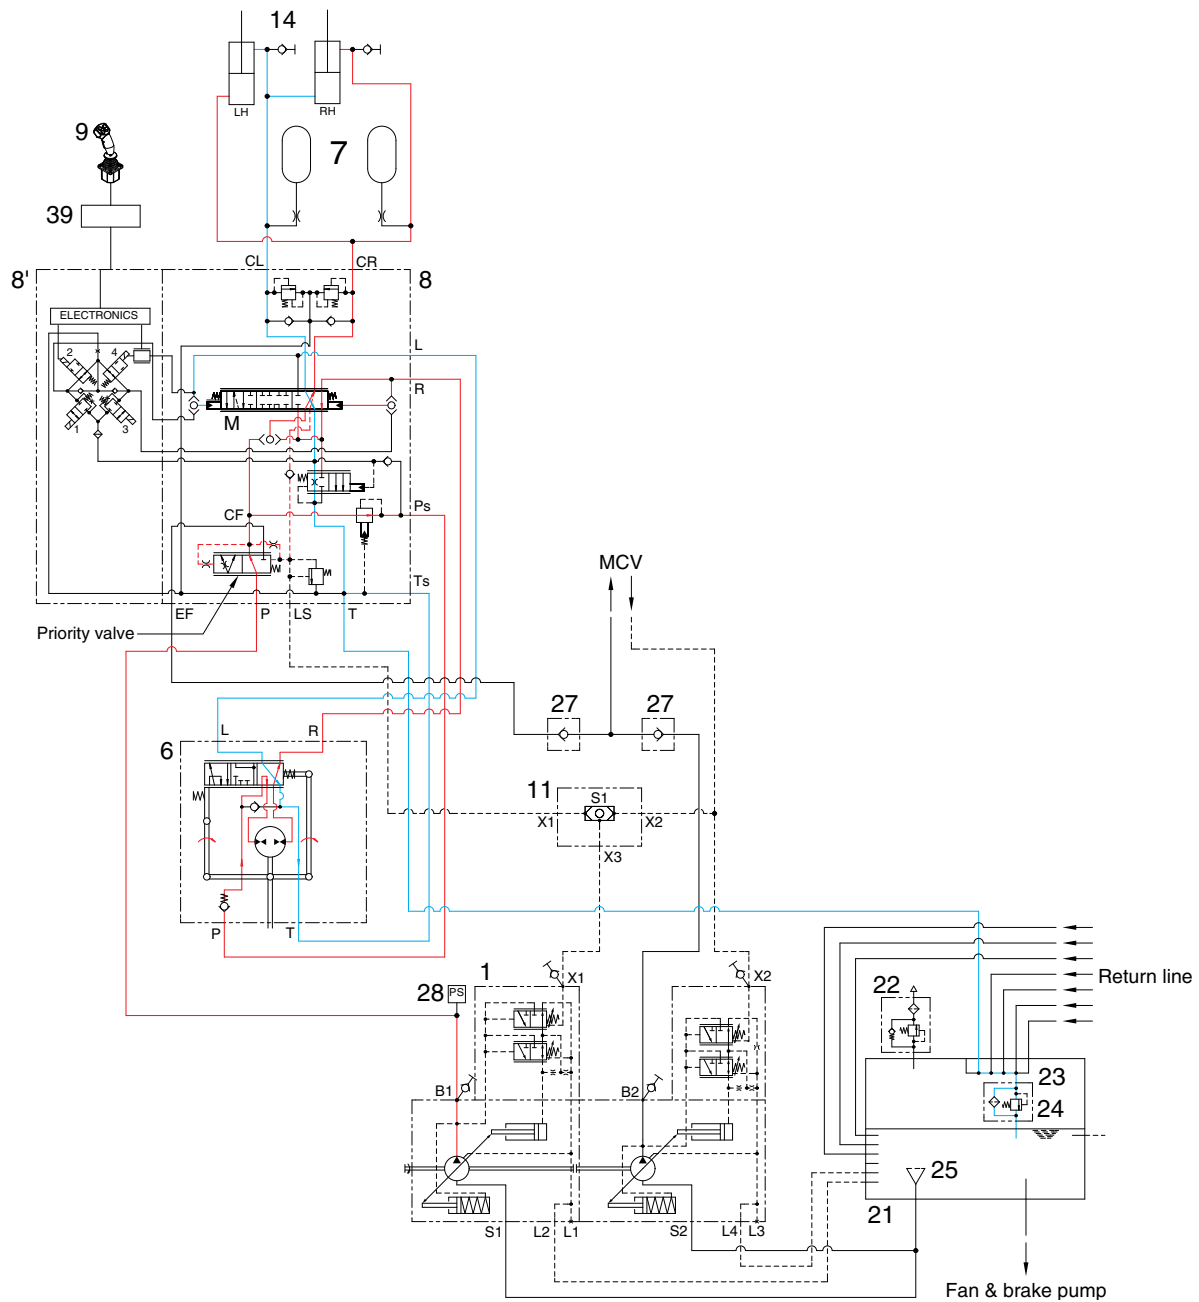 14
LH
RH
9
7
39
CL
CR
8'
8
ELECTRONICS
L
2
4
R
1
3
M
CF
Ps
Ts
MCV
EF
P
LS
T
Priority valve
27
27
L
R
6
11
S1
X1
X2
X3
P
T
1
X1
X2
28
PS
22
Return line
B1
B2
23
24
25
S1
L2
L1
S2
L4
L3
21
Fan & brake pump